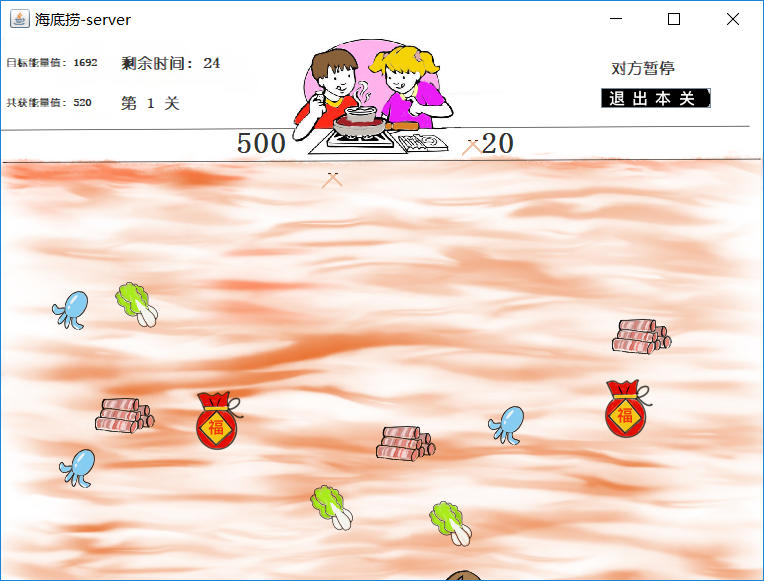 海底捞-server
目标能量值: 1692
剩余时间: 24
对方暂停
共获能量值: 520
第 1 关
退出本关
500
20
福
福